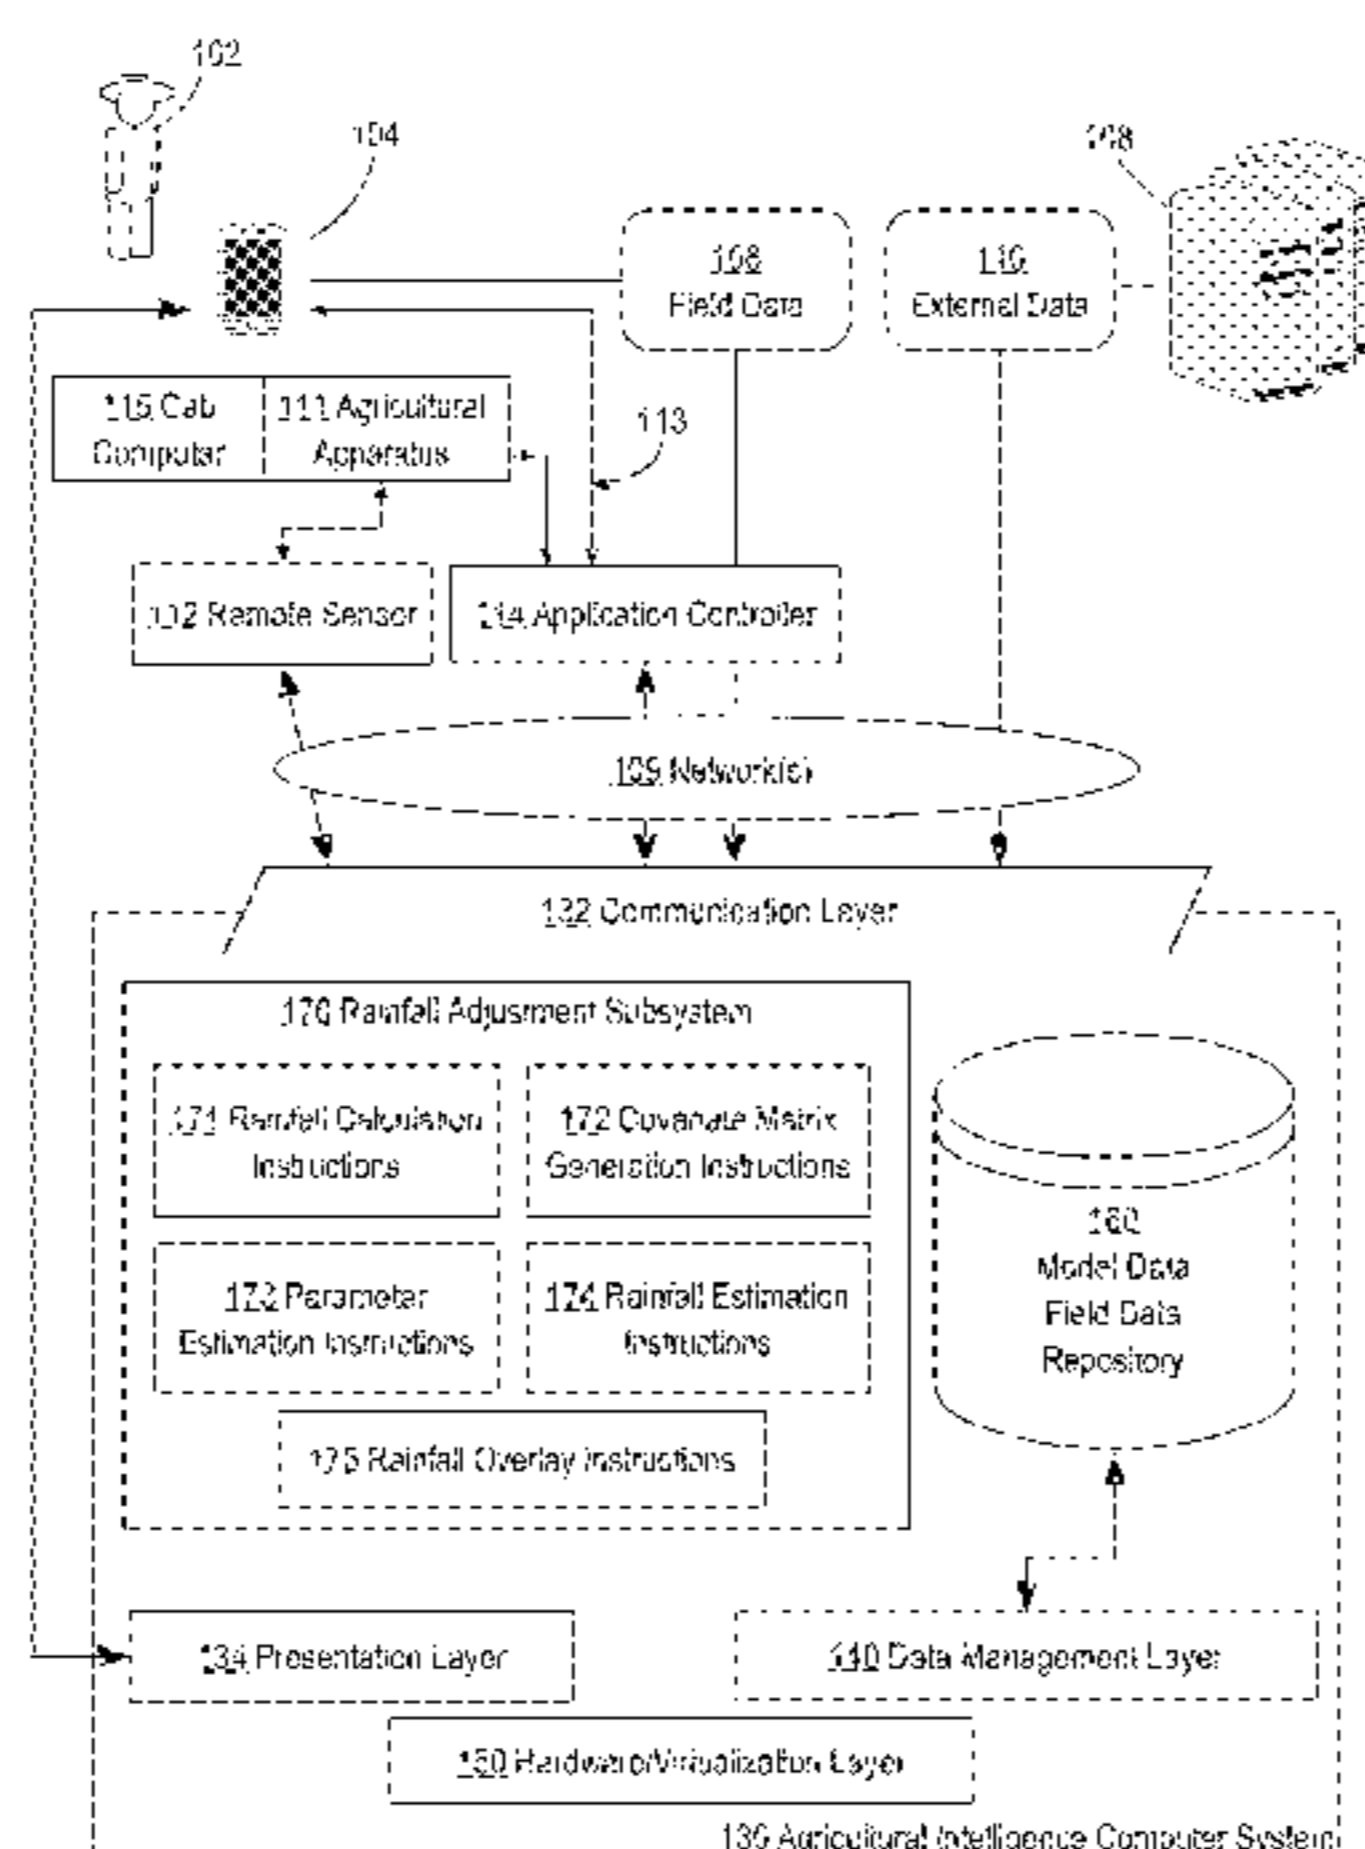 102
104
108
106
Field Data
110
External Data
115 Cab
Computer
111 Agricultural
Apparatus
113
112 Remote Sensor
114 Application Controller
109 Network(s)
132 Communication Layer
170 Rainfall Adjusment Subsystem
171 Rainfall Calculation
Instructions
172 Covariate Matrix
Generation Instructions
173 Parameter
Estimation Instructions
174 Rainfall Estimation
Instructions
175 Rainfall Overlay Instructions
160
Model Data
Field Data
Repository
134 Presentation Layer
140 Data Management Layer
150 Hardware/Virtualization Layer
130 Agricultural Intelligence Computer System